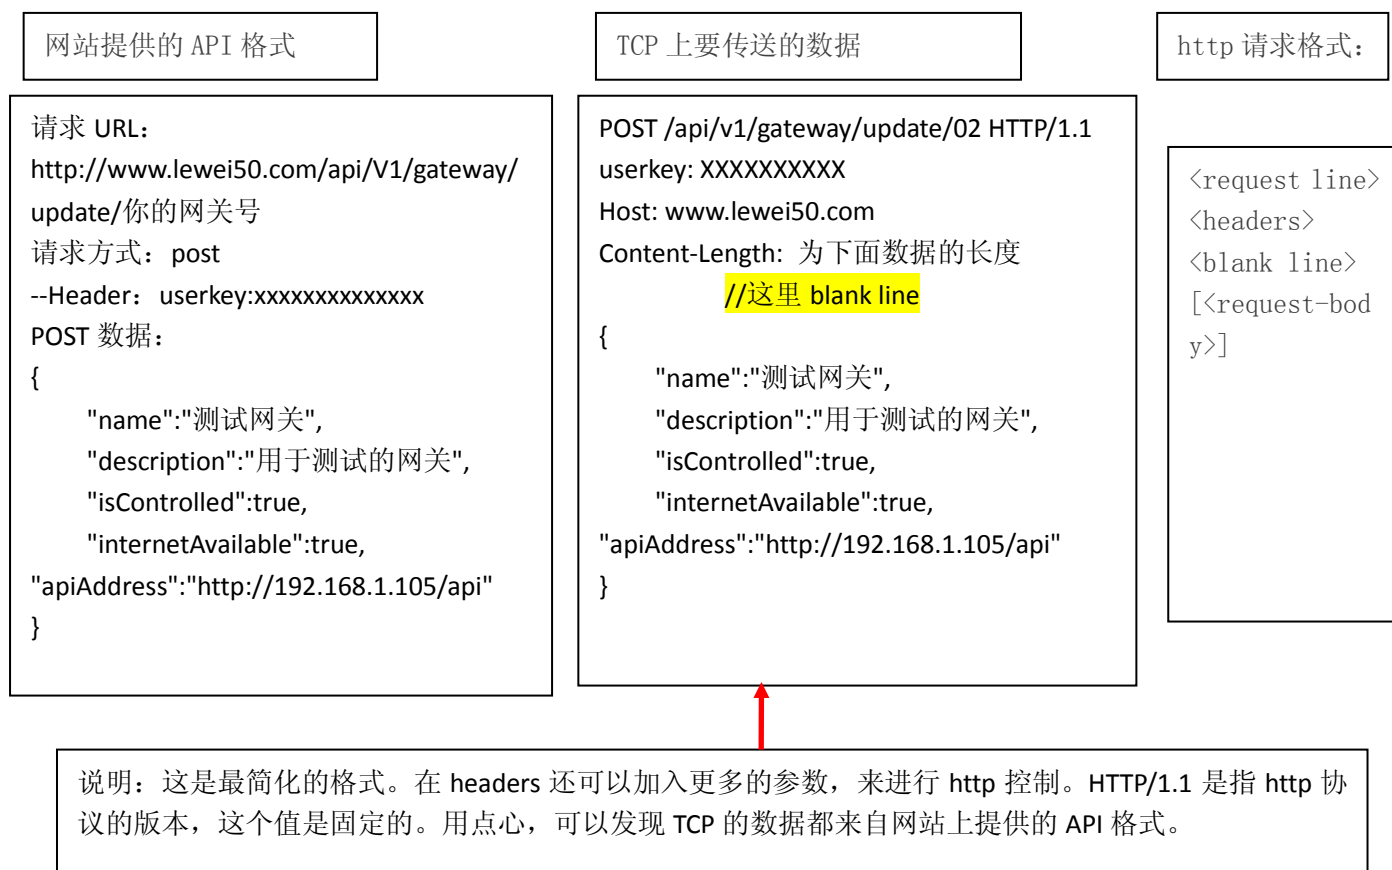 网站提供的 API 格式
请求 URL：
http://www.lewei50.com/api/V1/gateway/
update/你的网关号
请求方式：post
--Header：userkey:xxxxxxxxxxxxxx
POST 数据：
{
"name":"测试网关",
"description":"用于测试的网关",
"isControlled":true,
"internetAvailable":true,
"apiAddress":"http://192.168.1.105/api"
}
TCP 上要传送的数据
POST /api/v1/gateway/update/02 HTTP/1.1
userkey: XXXXXXXXXX
Host: www.lewei50.com
Content-Length: 为下面数据的长度
//这里 blank line
{
"name":"测试网关",
"description":"用于测试的网关",
"isControlled":true,
"internetAvailable":true,
"apiAddress":"http://192.168.1.105/api"
}
http 请求格式：
<request line>
<headers>
<blank line>
[<request-bod
y>]
说明：这是最简化的格式。在 headers 还可以加入更多的参数，来进行 http 控制。HTTP/1.1 是指 http 协
议的版本，这个值是固定的。用点心，可以发现 TCP 的数据都来自网站上提供的 API 格式。